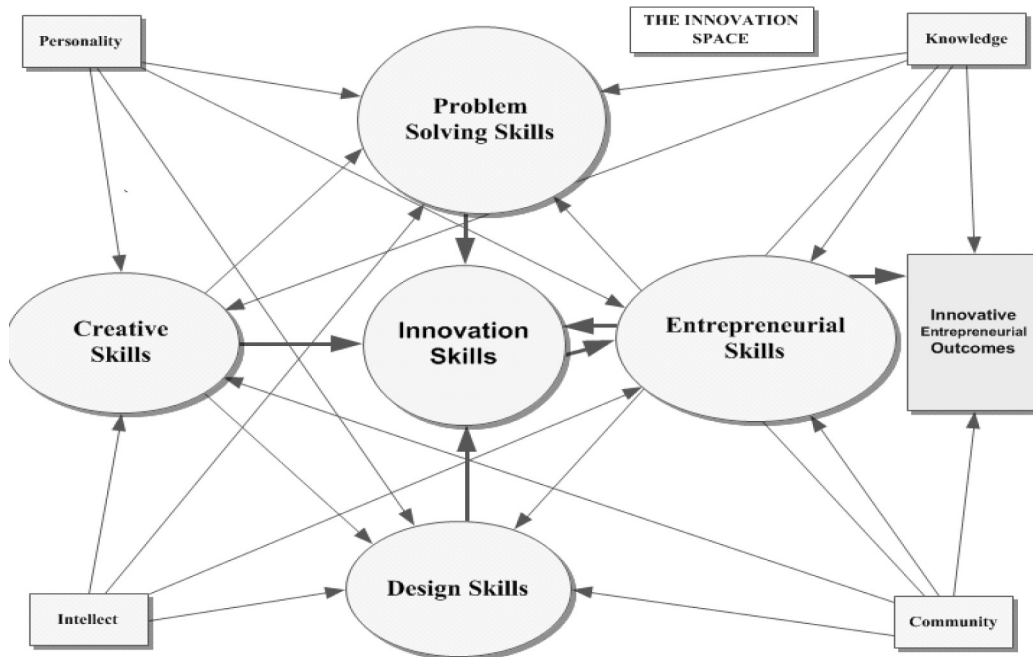 Personality
THE INNOVATION
SPACE
Knowledge
Problem
Solving Skills
Creative
Skills
Innovation
Skills
Entrepreneurial
Skills
Innovative
Entrepreneurial
Outcomes
Design Skills
Intellect
Community